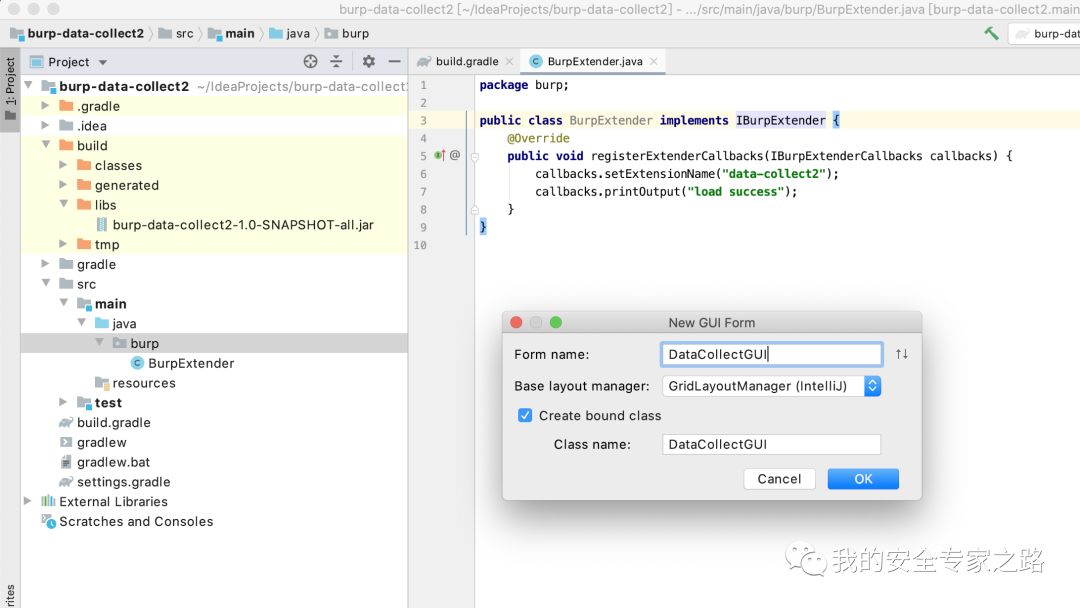 burp-data-collect2 [~/IdeaProjects/burp-data-collect2] - .../src/main/java/burp/BurpExtender.java [burp-data-collect2.main
burp-data-collect2 src main java burp burp-dat
1: Project
Project
build.gradle BurpExtender.java
burp-data-collect2 ~/IdeaProjects/burp-data-collect
.gradle
.idea
build
classes
generated
libs
burp-data-collect2-1.0-SNAPSHOT-all.jar
tmp
gradle
src
main
java
burp
BurpExtender
resources
test
build.gradle
gradlew
gradlew.bat
settings.gradle
External Libraries
Scratches and Consoles
rites
1 package burp;
2
3 public class BurpExtender implements IBurpExtender {
4 @Override
5 @ public void registerExtenderCallbacks(IBurpExtenderCallbacks callbacks) {
6 callbacks.setExtensionName("data-collect2");
7 callbacks.printOutput("load success");
8 }
9 }
10
New GUI Form
Form name: DataCollectGUI
Base layout manager: GridLayoutManager (IntelliJ)
Create bound class
Class name: DataCollectGUI
Cancel OK
我的安全专家之路